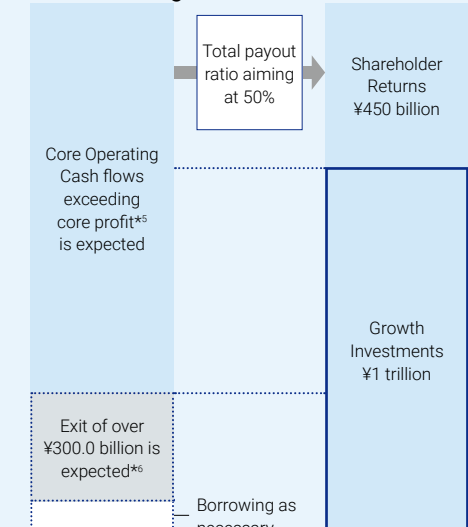 Total payout
ratio aiming
at 50%
Shareholder
Returns
¥450 billion
Core Operating
Cash flows
exceeding
core profit*5
is expected
Growth
Investments
¥1 trillion
Exit of over
¥300.0 billion is
expected*6
Borrowing as
necessary